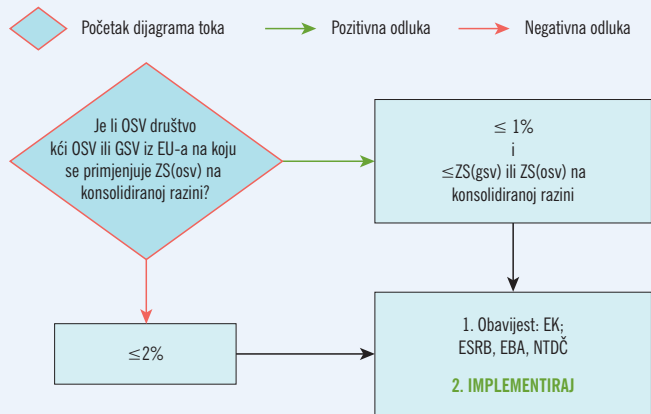 Početak dijagrama toka
Pozitivna odluka
Negativna odluka
Je li OSV društvo
kći OSV ili GSV iz EU-a na koju
se primjenjuje ZS(osv) na
konsolidiranoj razini?
≤ 1%
i
≤ZS(gsv) ili ZS(osv) na
konsolidiranoj razini
≤2%
1. Obavijest: EK;
ESRB, EBA, NTDČ
2. IMPLEMENTIRAJ